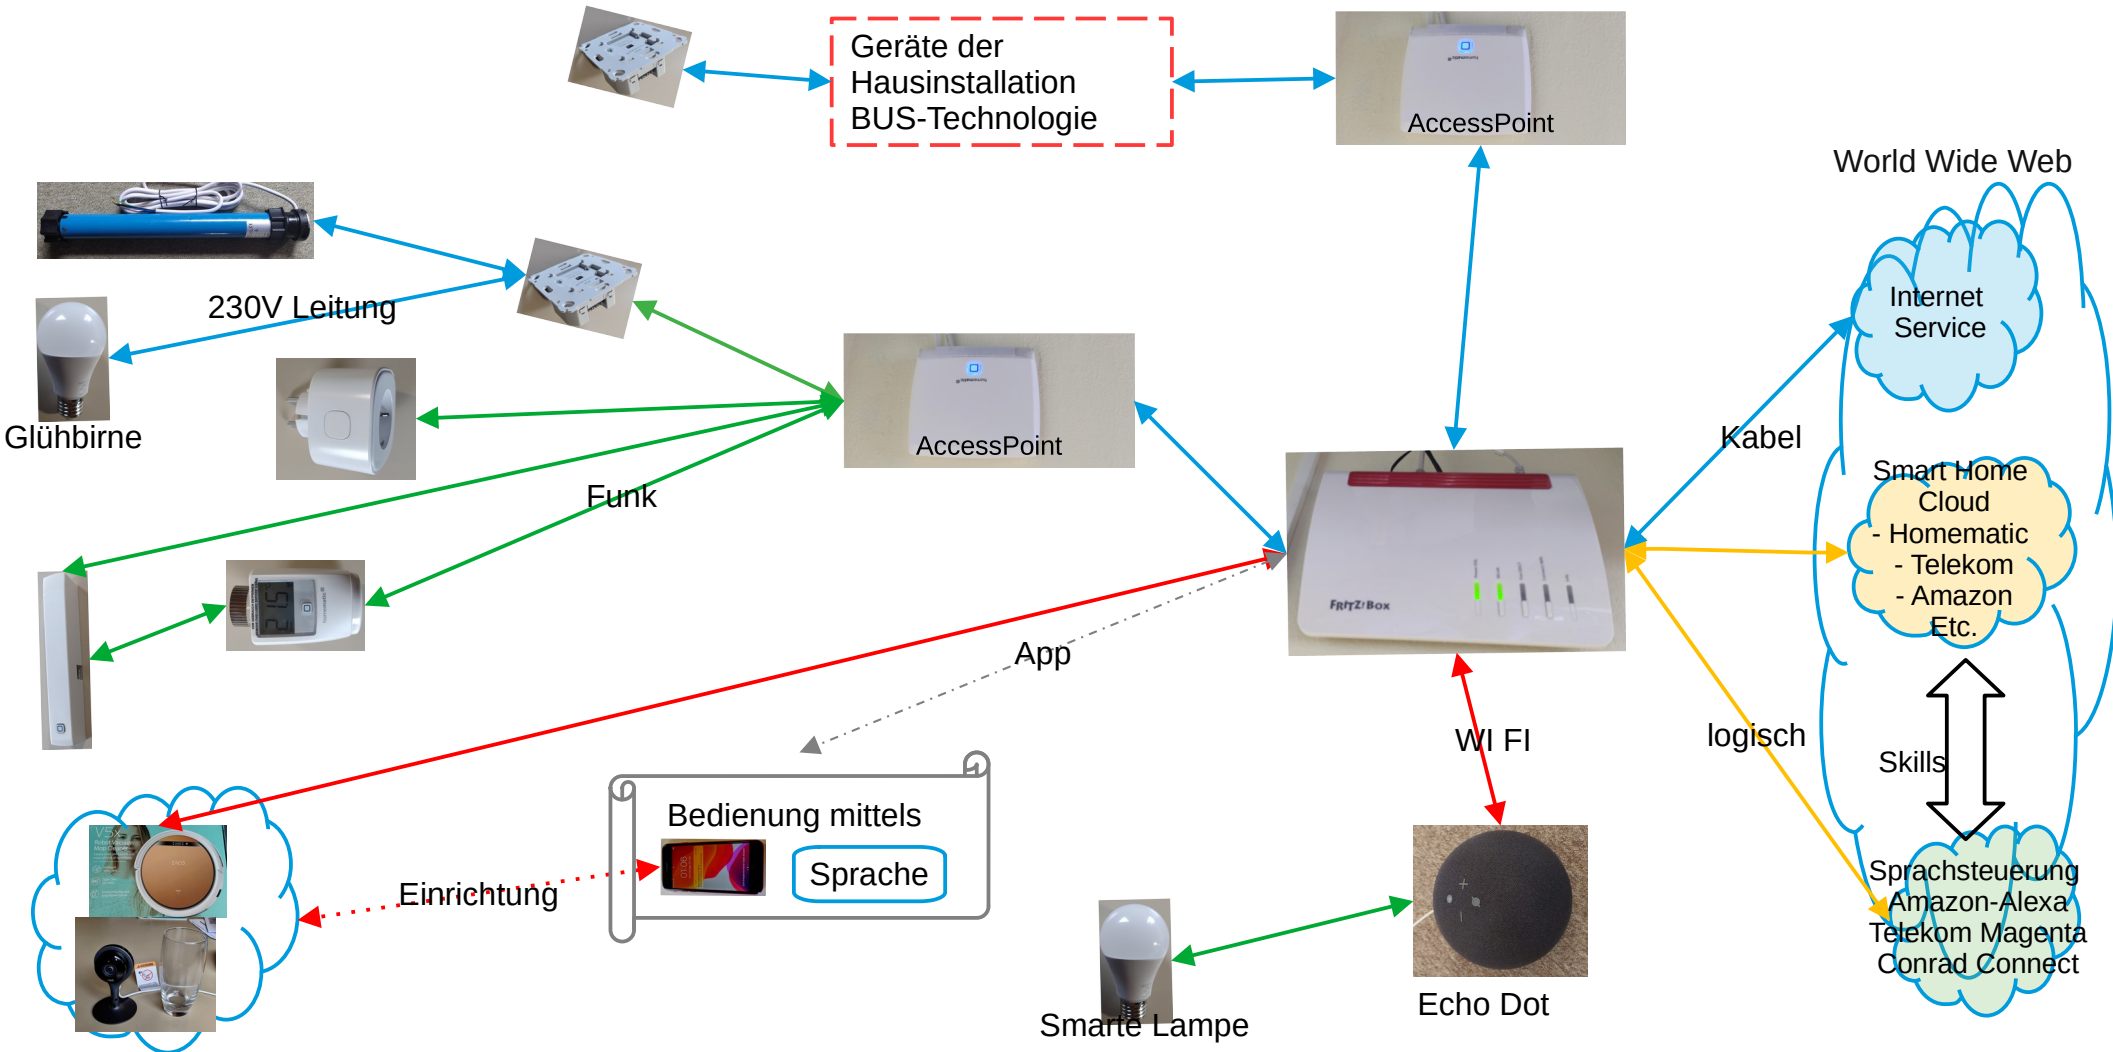 Geräte der
Hausinstallation
BUS-Technologie
AccessPoint
World Wide Web
230V Leitung
Glühbirne
AccessPoint
Internet
Service
Kabel
Funk
Smart Home
Cloud
- Homematic
- Telekom
- Amazon
Etc.
FRITZ!Box
App
WI FI
logisch
Skills
Bedienung mittels
Sprache
Einrichtung
V5x
Sprachsteuerung
Amazon-Alexa
Telekom Magenta
Conrad Connect
Echo Dot
Smarte Lampe